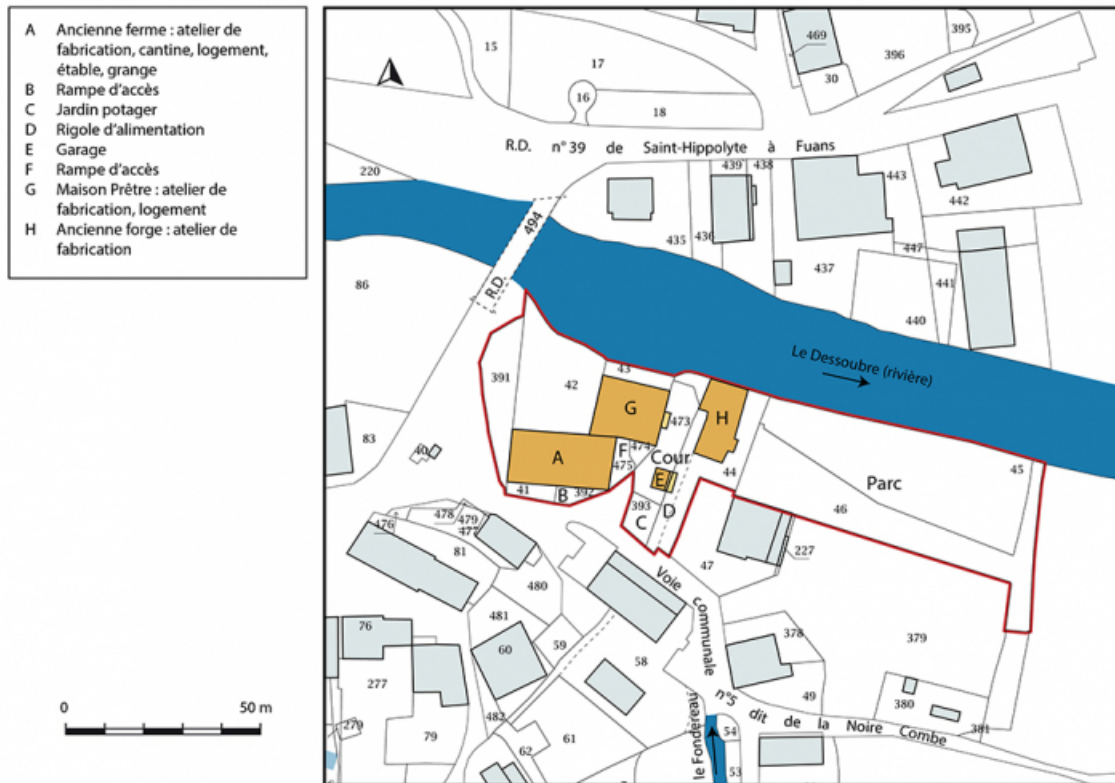 A Ancienne ferme : atelier de
fabrication, cantine, logement,
étable, grange
B Rampe d'accès
C Jardin potager
D Rigole d'alimentation
E Garage
F Rampe d'accès
G Maison Prêtre : atelier de
fabrication, logement
H Ancienne forge : atelier de
fabrication
0 50 m
15
17
16
18
469
30
396
395
R.D. n° 39 de Saint-Hippolyte à Fuans
220
494
R.D.
439
438
443
442
435
436
437
447
441
440
86
Le Dessoubre (rivière)
391
42
43
G
473
H
83
40
A
F
474
475
Cour
E
44
Parc
45
46
41
B
392
393
C
D
476
478
479
477
81
47
227
480
Voie communale
n°5 dit de la Noire Combe
481
59
76
60
58
378
379
277
49
380
381
279
79
482
62
61
le Fondereau
54
53